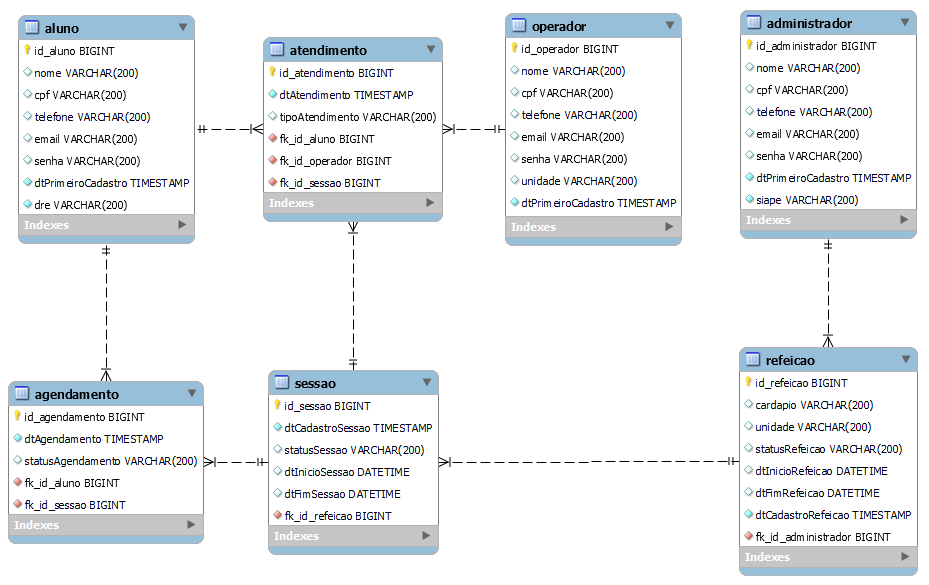 aluno
id_aluno BIGINT
nome VARCHAR(200)
cpf VARCHAR(200)
telefone VARCHAR(200)
email VARCHAR(200)
senha VARCHAR(200)
dtPrimeiroCadastro TIMESTAMP
dre VARCHAR(200)
Indexes
atendimento
id_atendimento BIGINT
dtAtendimento TIMESTAMP
tipoAtendimento VARCHAR(200)
fk_id_aluno BIGINT
fk_id_operador BIGINT
fk_id_sessao BIGINT
Indexes
operador
id_operador BIGINT
nome VARCHAR(200)
cpf VARCHAR(200)
telefone VARCHAR(200)
email VARCHAR(200)
senha VARCHAR(200)
unidade VARCHAR(200)
dtPrimeiroCadastro TIMESTAMP
Indexes
administrador
id_administrador BIGINT
nome VARCHAR(200)
cpf VARCHAR(200)
telefone VARCHAR(200)
email VARCHAR(200)
senha VARCHAR(200)
dtPrimeiroCadastro TIMESTAMP
siape VARCHAR(200)
Indexes
agendamento
id_agendamento BIGINT
dtAgendamento TIMESTAMP
statusAgendamento VARCHAR(200)
fk_id_aluno BIGINT
fk_id_sessao BIGINT
Indexes
sessao
id_sessao BIGINT
dtCadastroSessao TIMESTAMP
statusSessao VARCHAR(200)
dtInicioSessao DATETIME
dtFimSessao DATETIME
fk_id_refeicao BIGINT
Indexes
refeicao
id_refeicao BIGINT
cardapio VARCHAR(200)
unidade VARCHAR(200)
statusRefeicao VARCHAR(200)
dtInicioRefeicao DATETIME
dtFimRefeicao DATETIME
dtCadastroRefeicao TIMESTAMP
fk_id_administrador BIGINT
Indexes